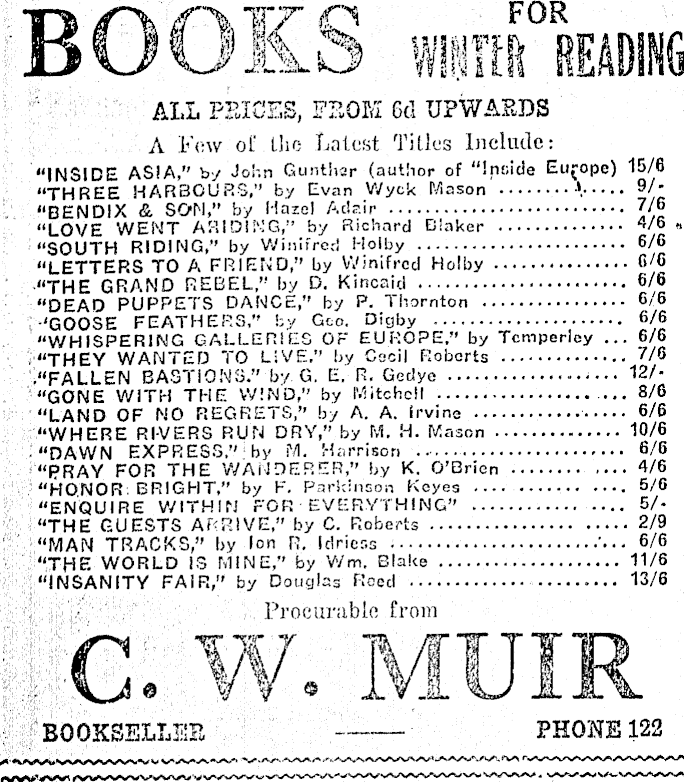 BOOKS FOR
WINTER READING
ALL PRICES, FROM 6d UPWARDS
A Few of the Latest Titles Include:
"INSIDE ASIA," by John Gunther (author of "Inside Europe) 15/6
"THREE HARBOURS," by Evan Wyck Mason .............. 9/-
"BENDIX & SON," by Hazel Adair ........................ 7/6
"LOVE WENT ARIDING," by Richard Blaker .............. 4/6
"SOUTH RIDING," by Winifred Holby ..................... 6/6
"LETTERS TO A FRIEND," by Winifred Holby ............... 6/6
"THE GRAND REBEL," by D. Kincaid ...................... 6/6
"DEAD PUPPETS DANCE," by P. Thornton ............... 6/6
"GOOSE FEATHERS," by Geo. Digby ..................... 6/6
"WHISPERING GALLERIES OF EUROPE," by Temperley ... 6/6
"THEY WANTED TO LIVE," by Cecil Roberts ............. 7/6
"FALLEN BASTIONS." by G. E. R. Gedye .................. 12/-
"GONE WITH THE WIND," by Mitchell ..................... 8/6
"LAND OF NO REGRETS," by A. A. Irvine ................ 6/6
"WHERE RIVERS RUN DRY," by M. H. Mason ............ 10/6
"DAWN EXPRESS," by M. Harrison ....................... 6/6
"PRAY FOR THE WANDERER," by K. O'Brien ............. 4/6
"HONOR BRIGHT," by F. Parkinson Keyes ................ 5/6
"ENQUIRE WITHIN FOR EVERYTHING" ................... 5/-
"THE GUESTS ARRIVE," by C. Roberts ................... 2/9
"MAN TRACKS," by Ion R. Idriess ........................ 6/6
"THE WORLD IS MINE," by Wm. Blake ................... 11/6
"INSANITY FAIR," by Douglas Reed ..................... 13/6
Procurable from
C. W. MUIR
BOOKSELLER PHONE 122